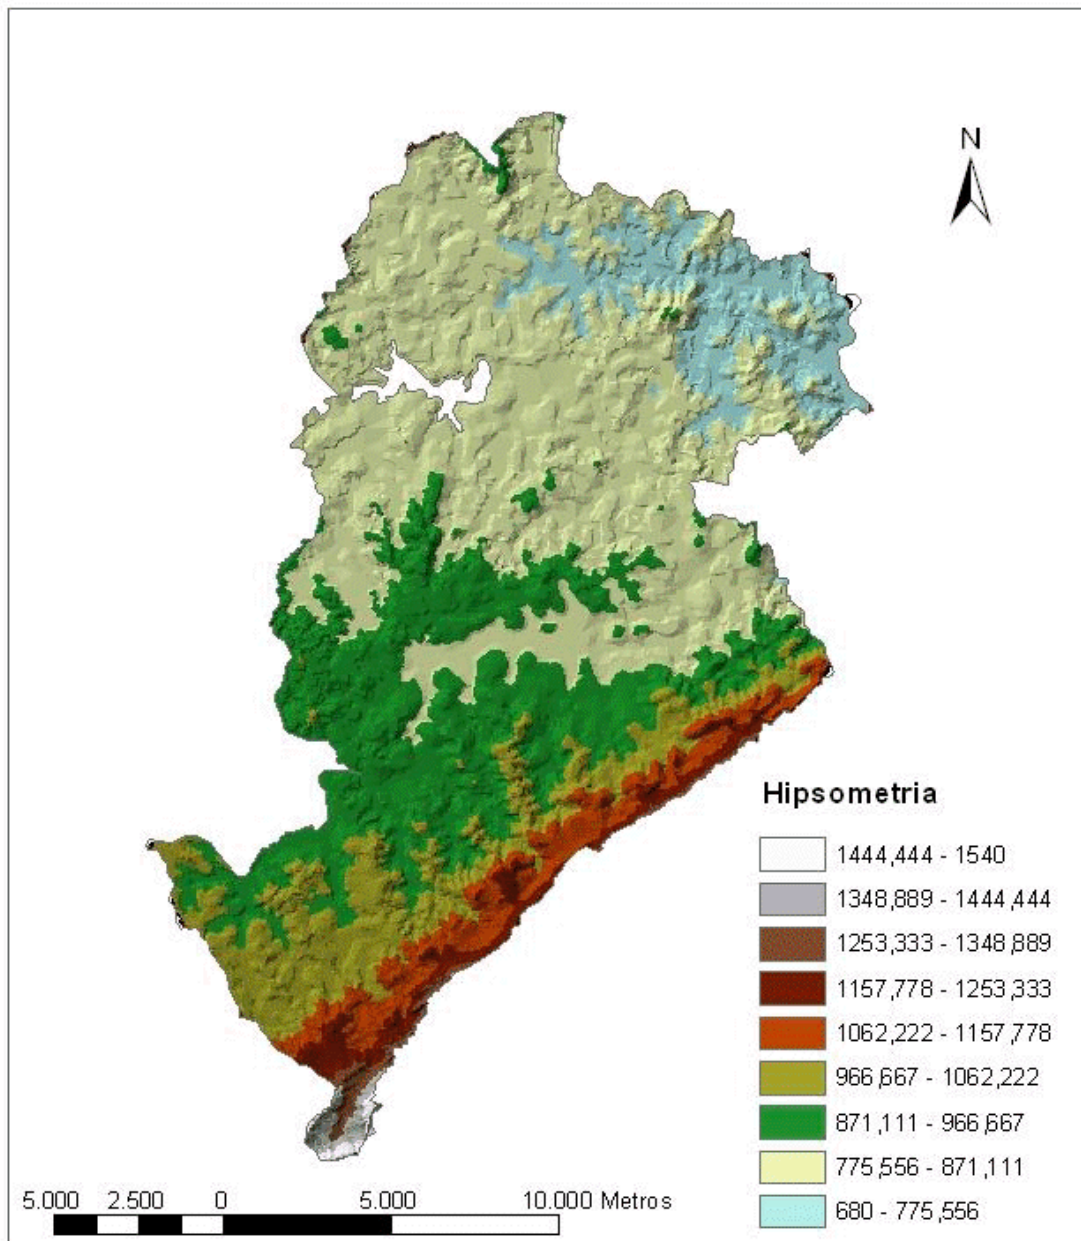 N
Hipsometria
1444,444 - 1540
1348,889 - 1444,444
1253,333 - 1348,889
1157,778 - 1253,333
1062,222 - 1157,778
966,667 - 1062,222
871,111 - 966,667
775,556 - 871,111
680 - 775,556
5.000 2.500 0 5.000 10.000 Metros